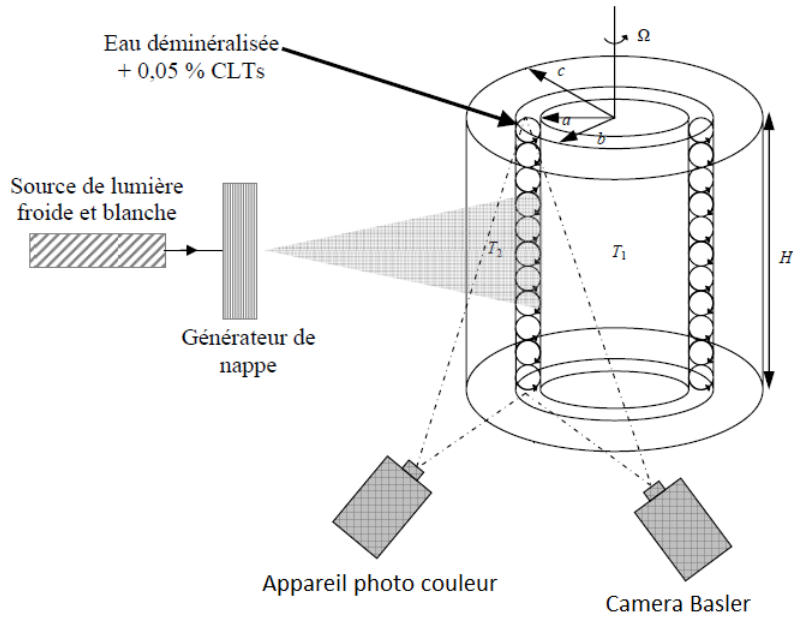 Eau déminéralisée
+ 0,05 % CLTs
Ω
c
a
b
Source de lumière
froide et blanche
T₂
T₁
H
Générateur de
nappe
Appareil photo couleur
Camera Basler